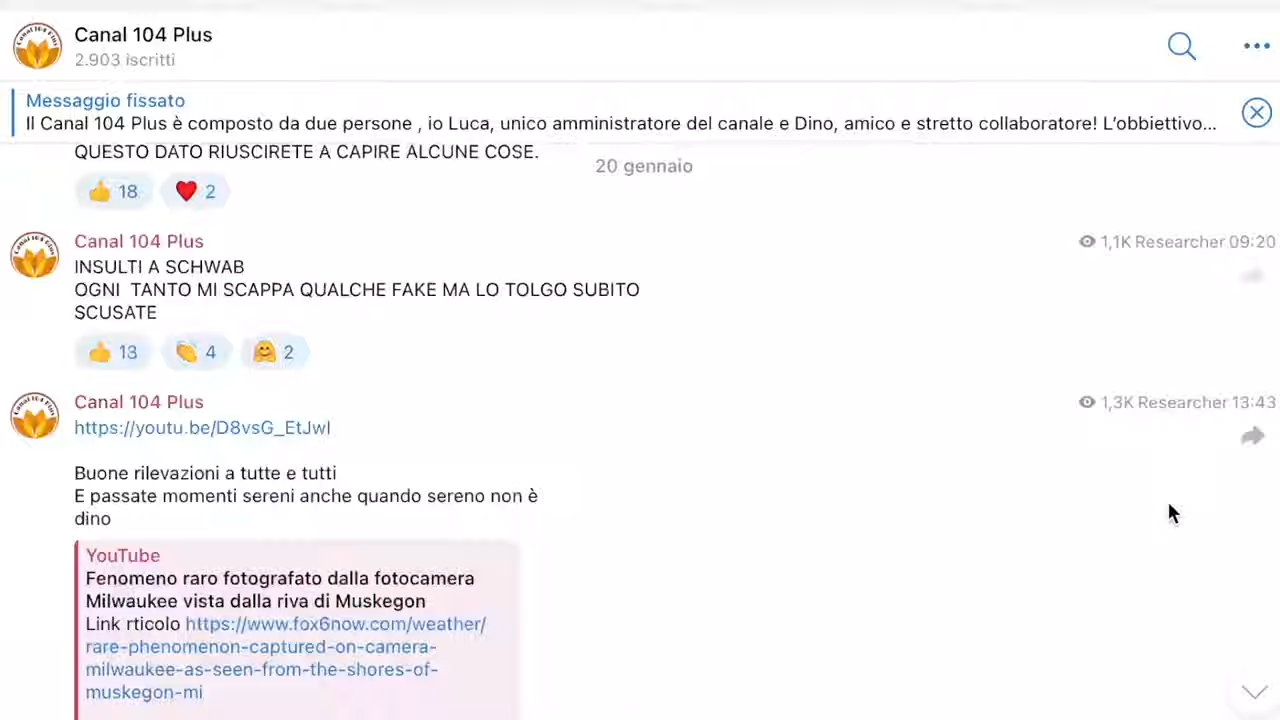 Canal 104 Plus
2.903 iscritti
Messaggio fissato
Il Canal 104 Plus è composto da due persone , io Luca, unico amministratore del canale e Dino, amico e stretto collaboratore! L'obbiettivo...
QUESTO DATO RIUSCIRETE A CAPIRE ALCUNE COSE.
20 gennaio
18 2
Canal 104 Plus 1,1K Researcher 09:20
INSULTI A SCHWAB
OGNI TANTO MI SCAPPA QUALCHE FAKE MA LO TOLGO SUBITO
SCUSATE
13 4 2
Canal 104 Plus 1,3K Researcher 13:43
https://youtu.be/D8vsG_EtJwI
Buone rilevazioni a tutte e tutti
E passate momenti sereni anche quando sereno non è
dino
YouTube
Fenomeno raro fotografato dalla fotocamera
Milwaukee vista dalla riva di Muskegon
Link rticolo https://www.fox6now.com/weather/
rare-phenomenon-captured-on-camera-
milwaukee-as-seen-from-the-shores-of-
muskegon-mi